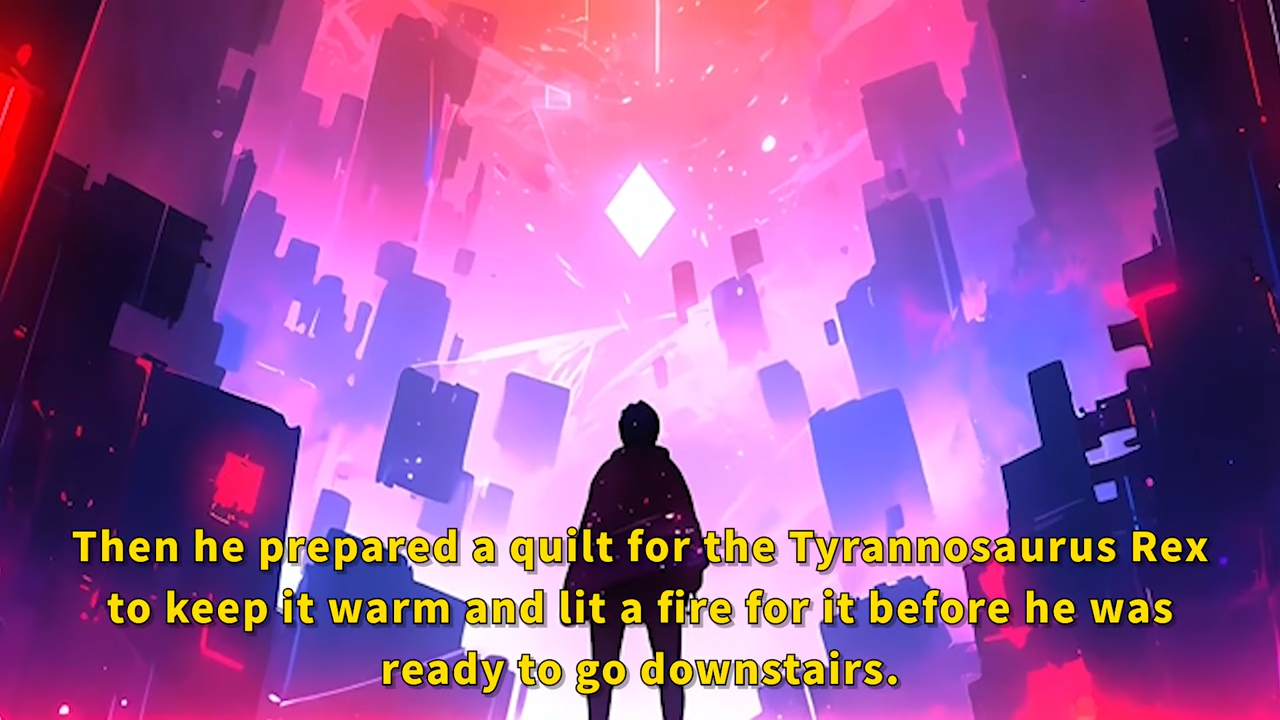 Then he prepared a quilt for the Tyrannosaurus Rex
to keep it warm and lit a fire for it before he was
ready to go downstairs.